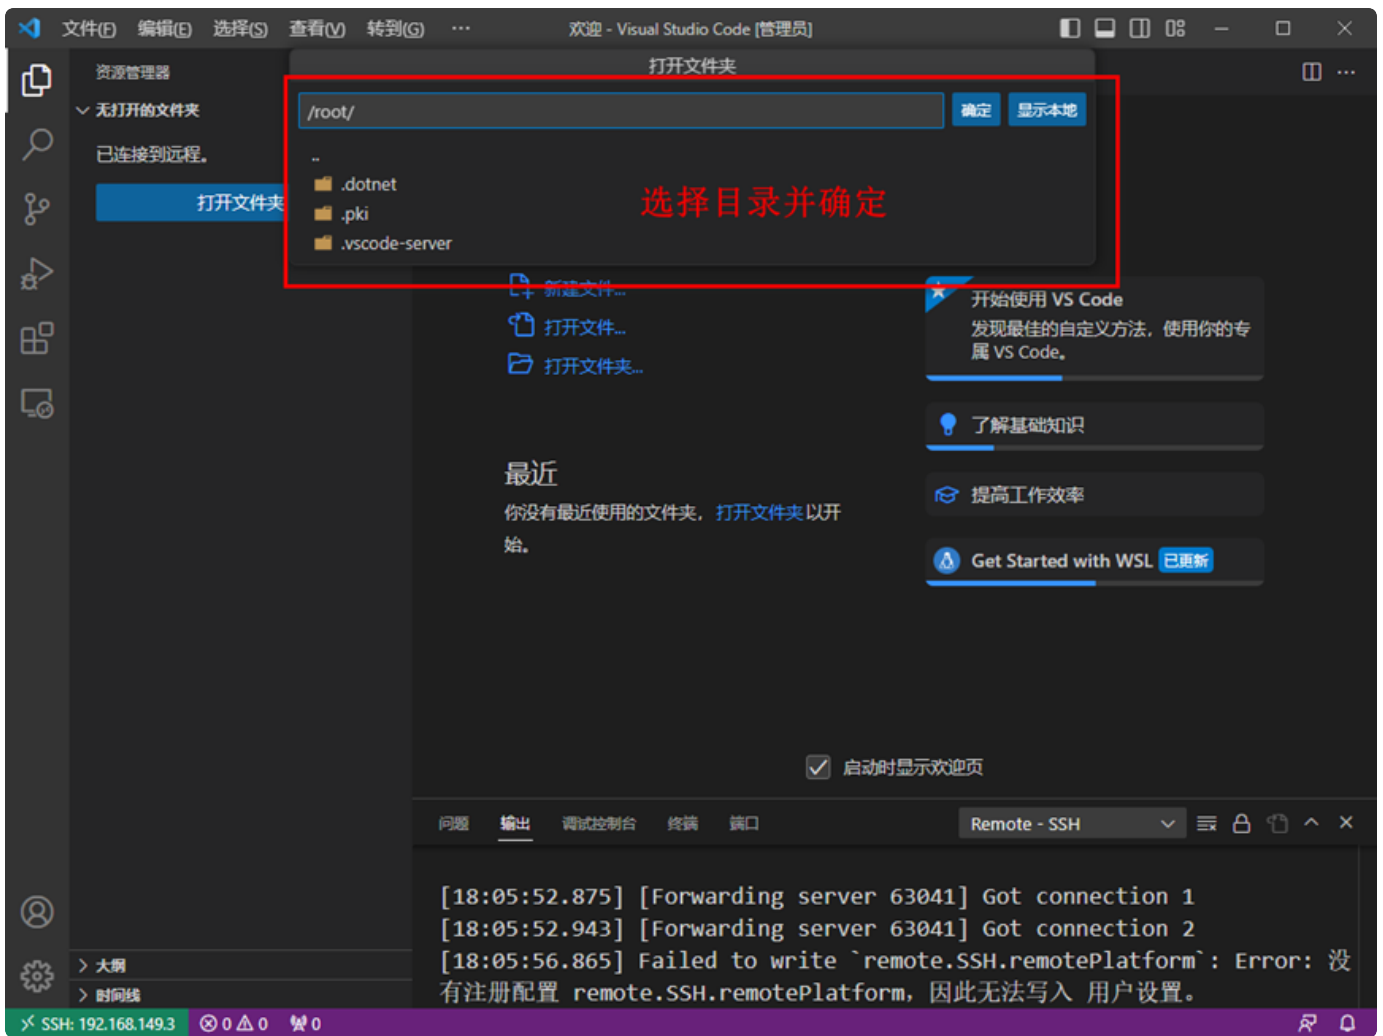 文件(F) 编辑(E) 选择(S) 查看(V) 转到(G) ··· 欢迎 - Visual Studio Code [管理员]
资源管理器
打开文件夹
无打开的文件夹
/root/ 确定 显示本地
已连接到远程。
..
.dotnet
打开文件夹
选择目录并确定
.pki
.vscode-server
新建文件...
打开文件...
打开文件夹...
开始使用 VS Code
发现最佳的自定义方法，使用你的专
属 VS Code。
了解基础知识
最近
你没有最近使用的文件夹，打开文件夹以开
始。
提高工作效率
Get Started with WSL 已更新
启动时显示欢迎页
问题 输出 调试控制台 终端 端口 Remote - SSH
[18:05:52.875] [Forwarding server 63041] Got connection 1
[18:05:52.943] [Forwarding server 63041] Got connection 2
[18:05:56.865] Failed to write `remote.SSH.remotePlatform`: Error: 没
有注册配置 remote.SSH.remotePlatform，因此无法写入 用户设置。
大纲
时间线
SSH: 192.168.149.3 0 0 0